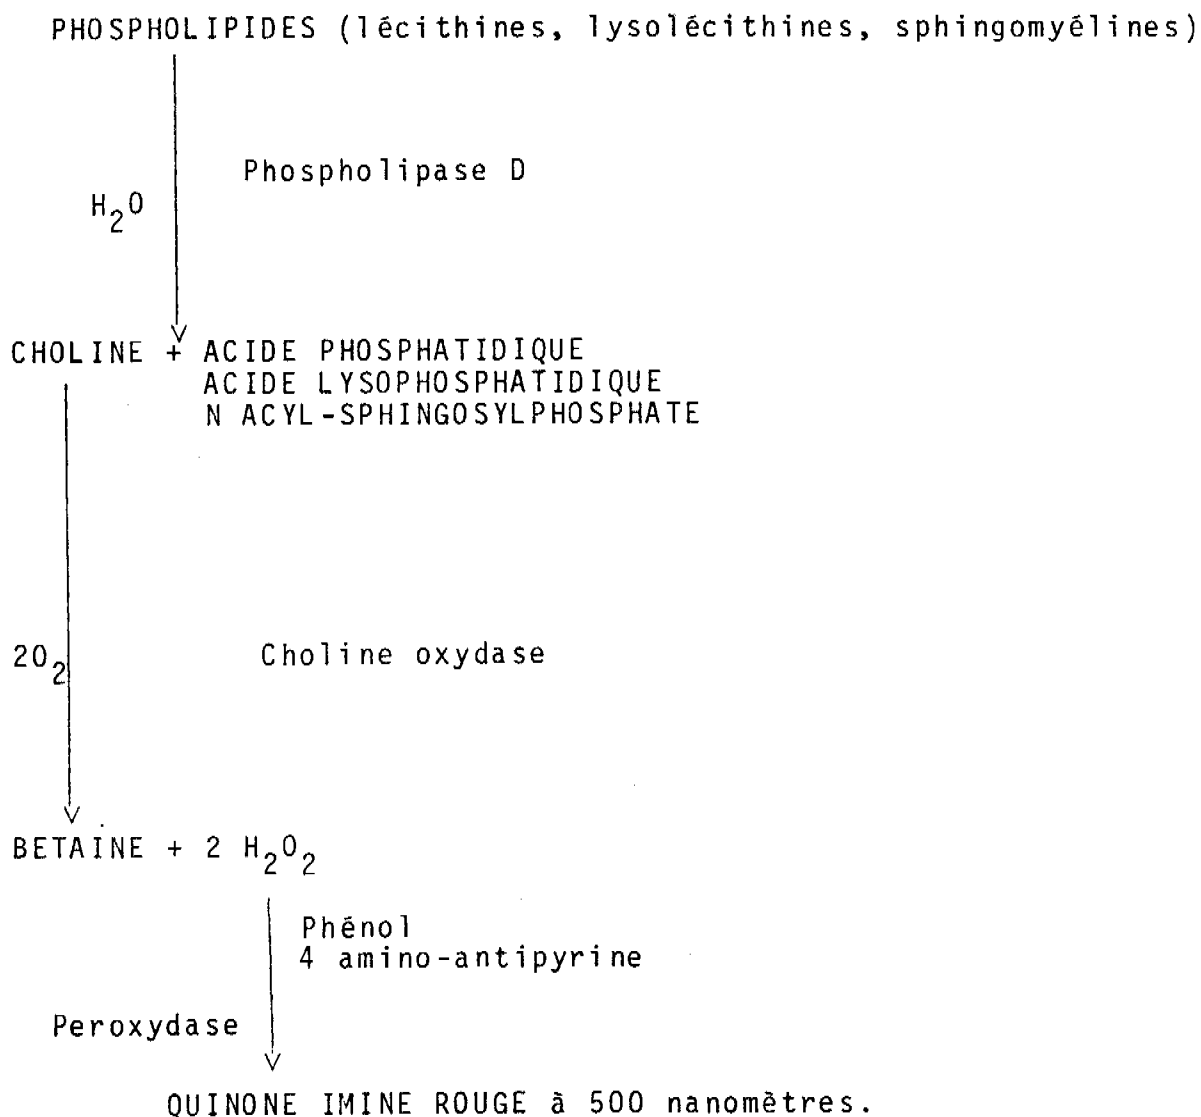 PHOSPHOLIPIDES (lécithines, lysolécithines, sphingomyélines)
Phospholipase D
H₂O
CHOLINE + ACIDE PHOSPHATIDIQUE
ACIDE LYSOPHOSPHATIDIQUE
N ACYL-SPHINGOSYLPHOSPHATE
2O₂ Choline oxydase
BETAINE + 2 H₂O₂
Phénol
4 amino-antipyrine
Peroxydase
QUINONE IMINE ROUGE à 500 nanomètres.